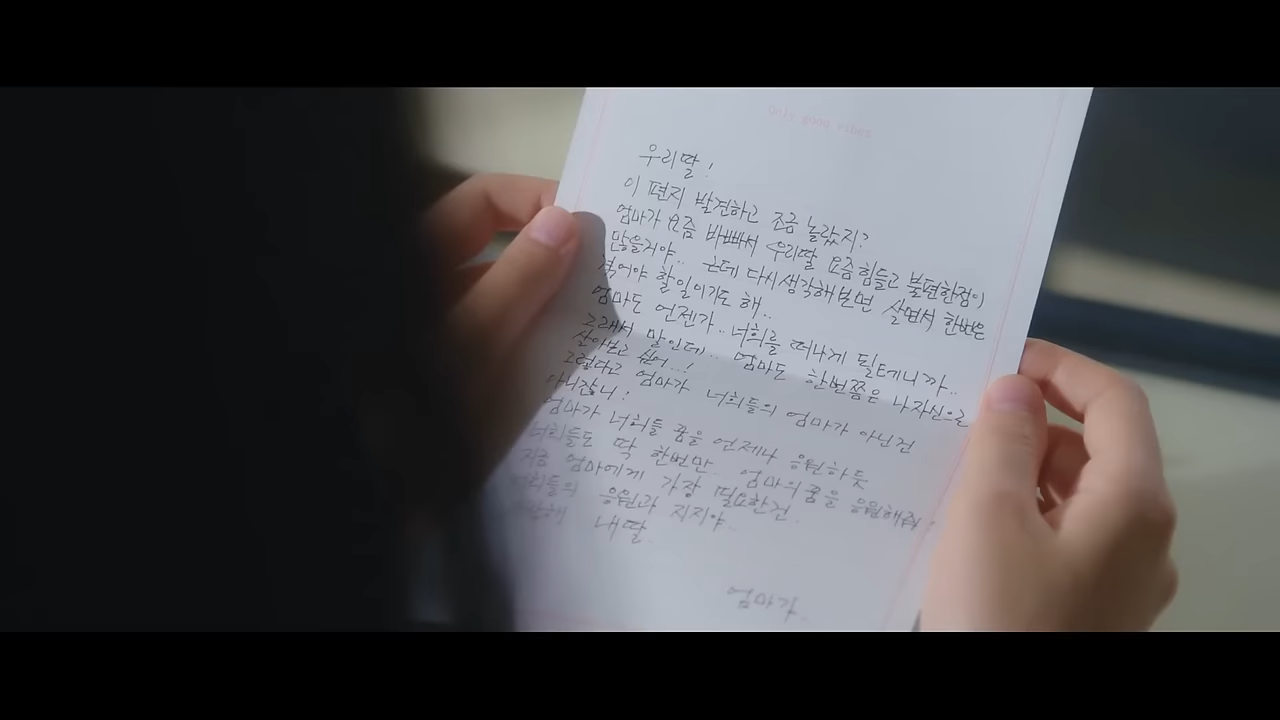 Only good vibes
우리딸!
이 편지 발견하고 조금 놀랐지?
엄마가 요즘 바빠서 우리딸 요즘힘들고 불편한점이
많을거야.. 근데 다시생각해보면 살면서 한번은
겪어야 할일이기도 해..
엄마도 언젠가.. 너희를 떠나게 될테니까..
그래서 말인데.. 엄마도 한번쯤은 나자신으로
살아보고 싶어...!
그렇다고 엄마가 너희들의 엄마가 아닌건
아니잖니!
엄마가 너희들 꿈을 언제나 응원하듯
너희들도 딱 한번만. 엄마의 꿈을 응원해줘!
지금 엄마에게 가장 필요한건.
너희들의 응원과 지지야..
내딸.
엄마가.